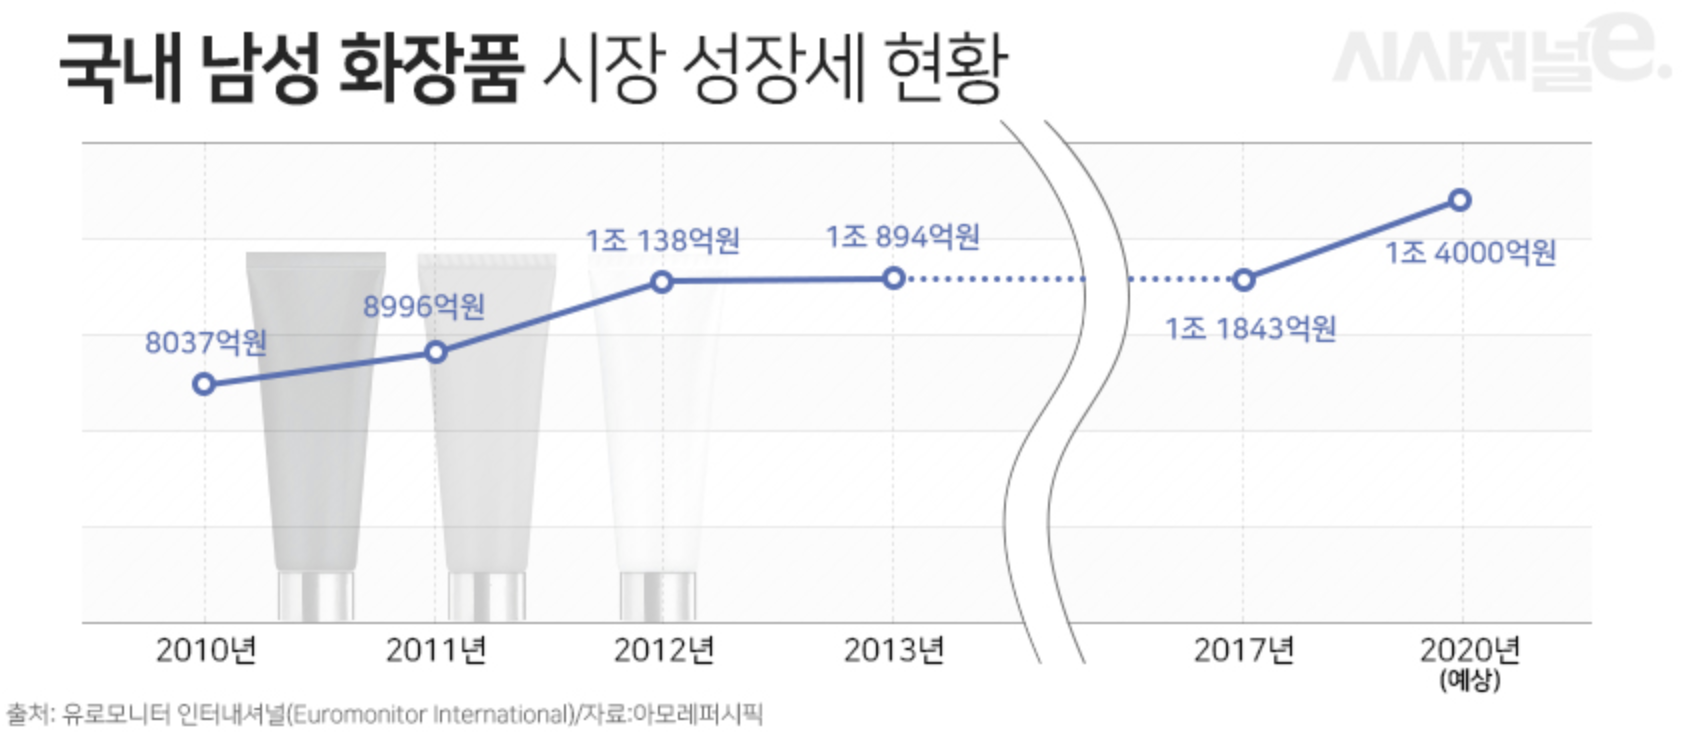 국내 남성 화장품 시장 성장세 현황
시사저널e.
8037억원
8996억원
1조 138억원
1조 894억원
1조 1843억원
1조 4000억원
2010년
2011년
2012년
2013년
2017년
2020년
(예상)
출처: 유로모니터 인터내셔널(Euromonitor International)/자료:아모레퍼시픽